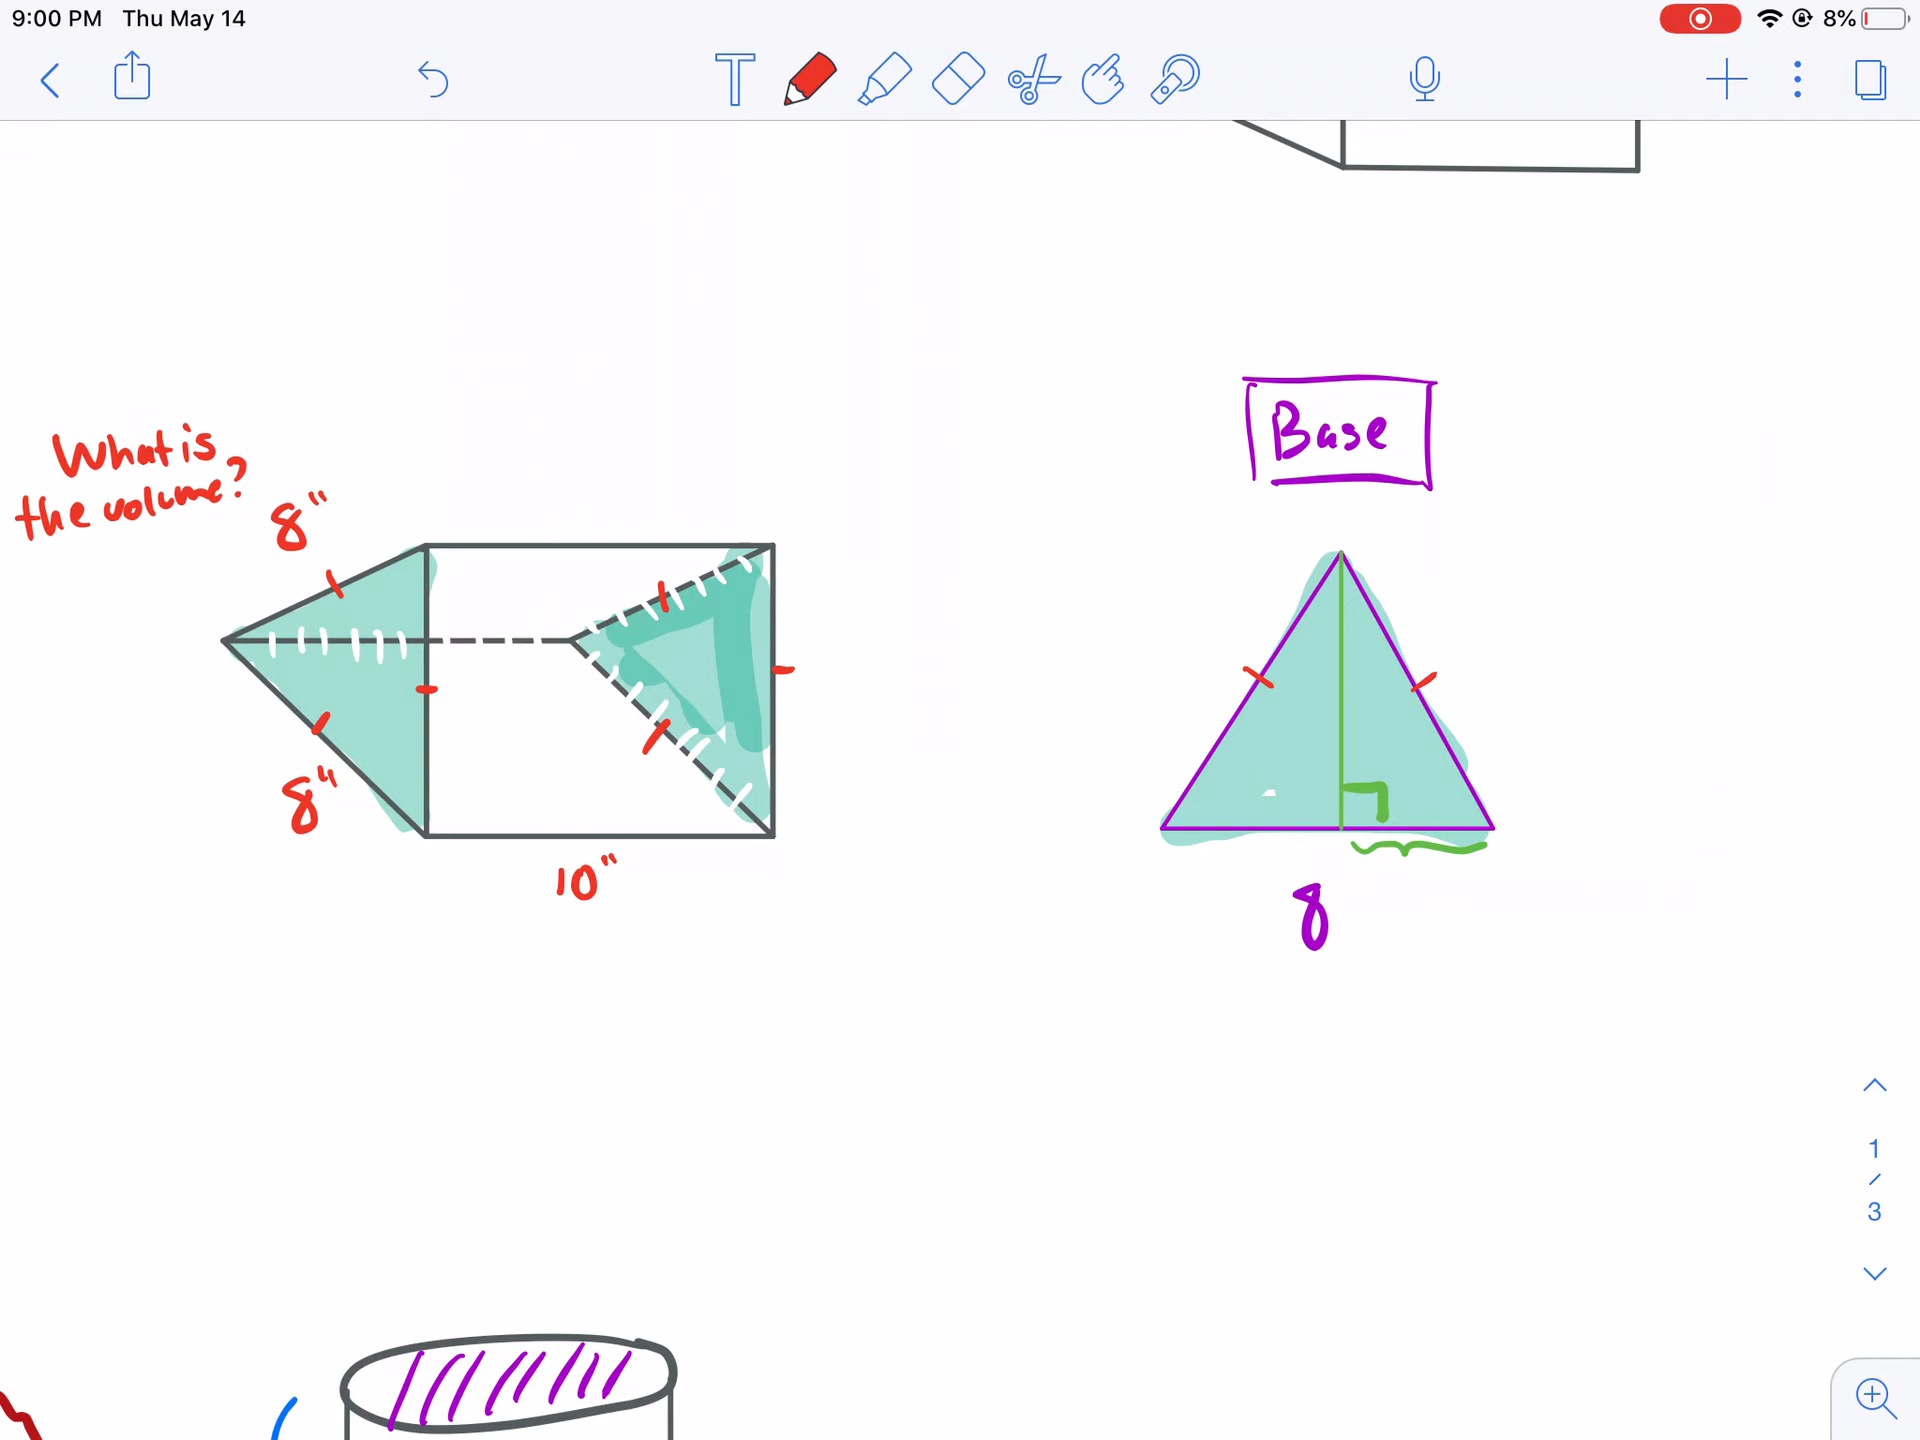 9:00 PM Thu May 14
8%
T
Base
What is
the volume?
8"
8"
10"
8
1
/
3